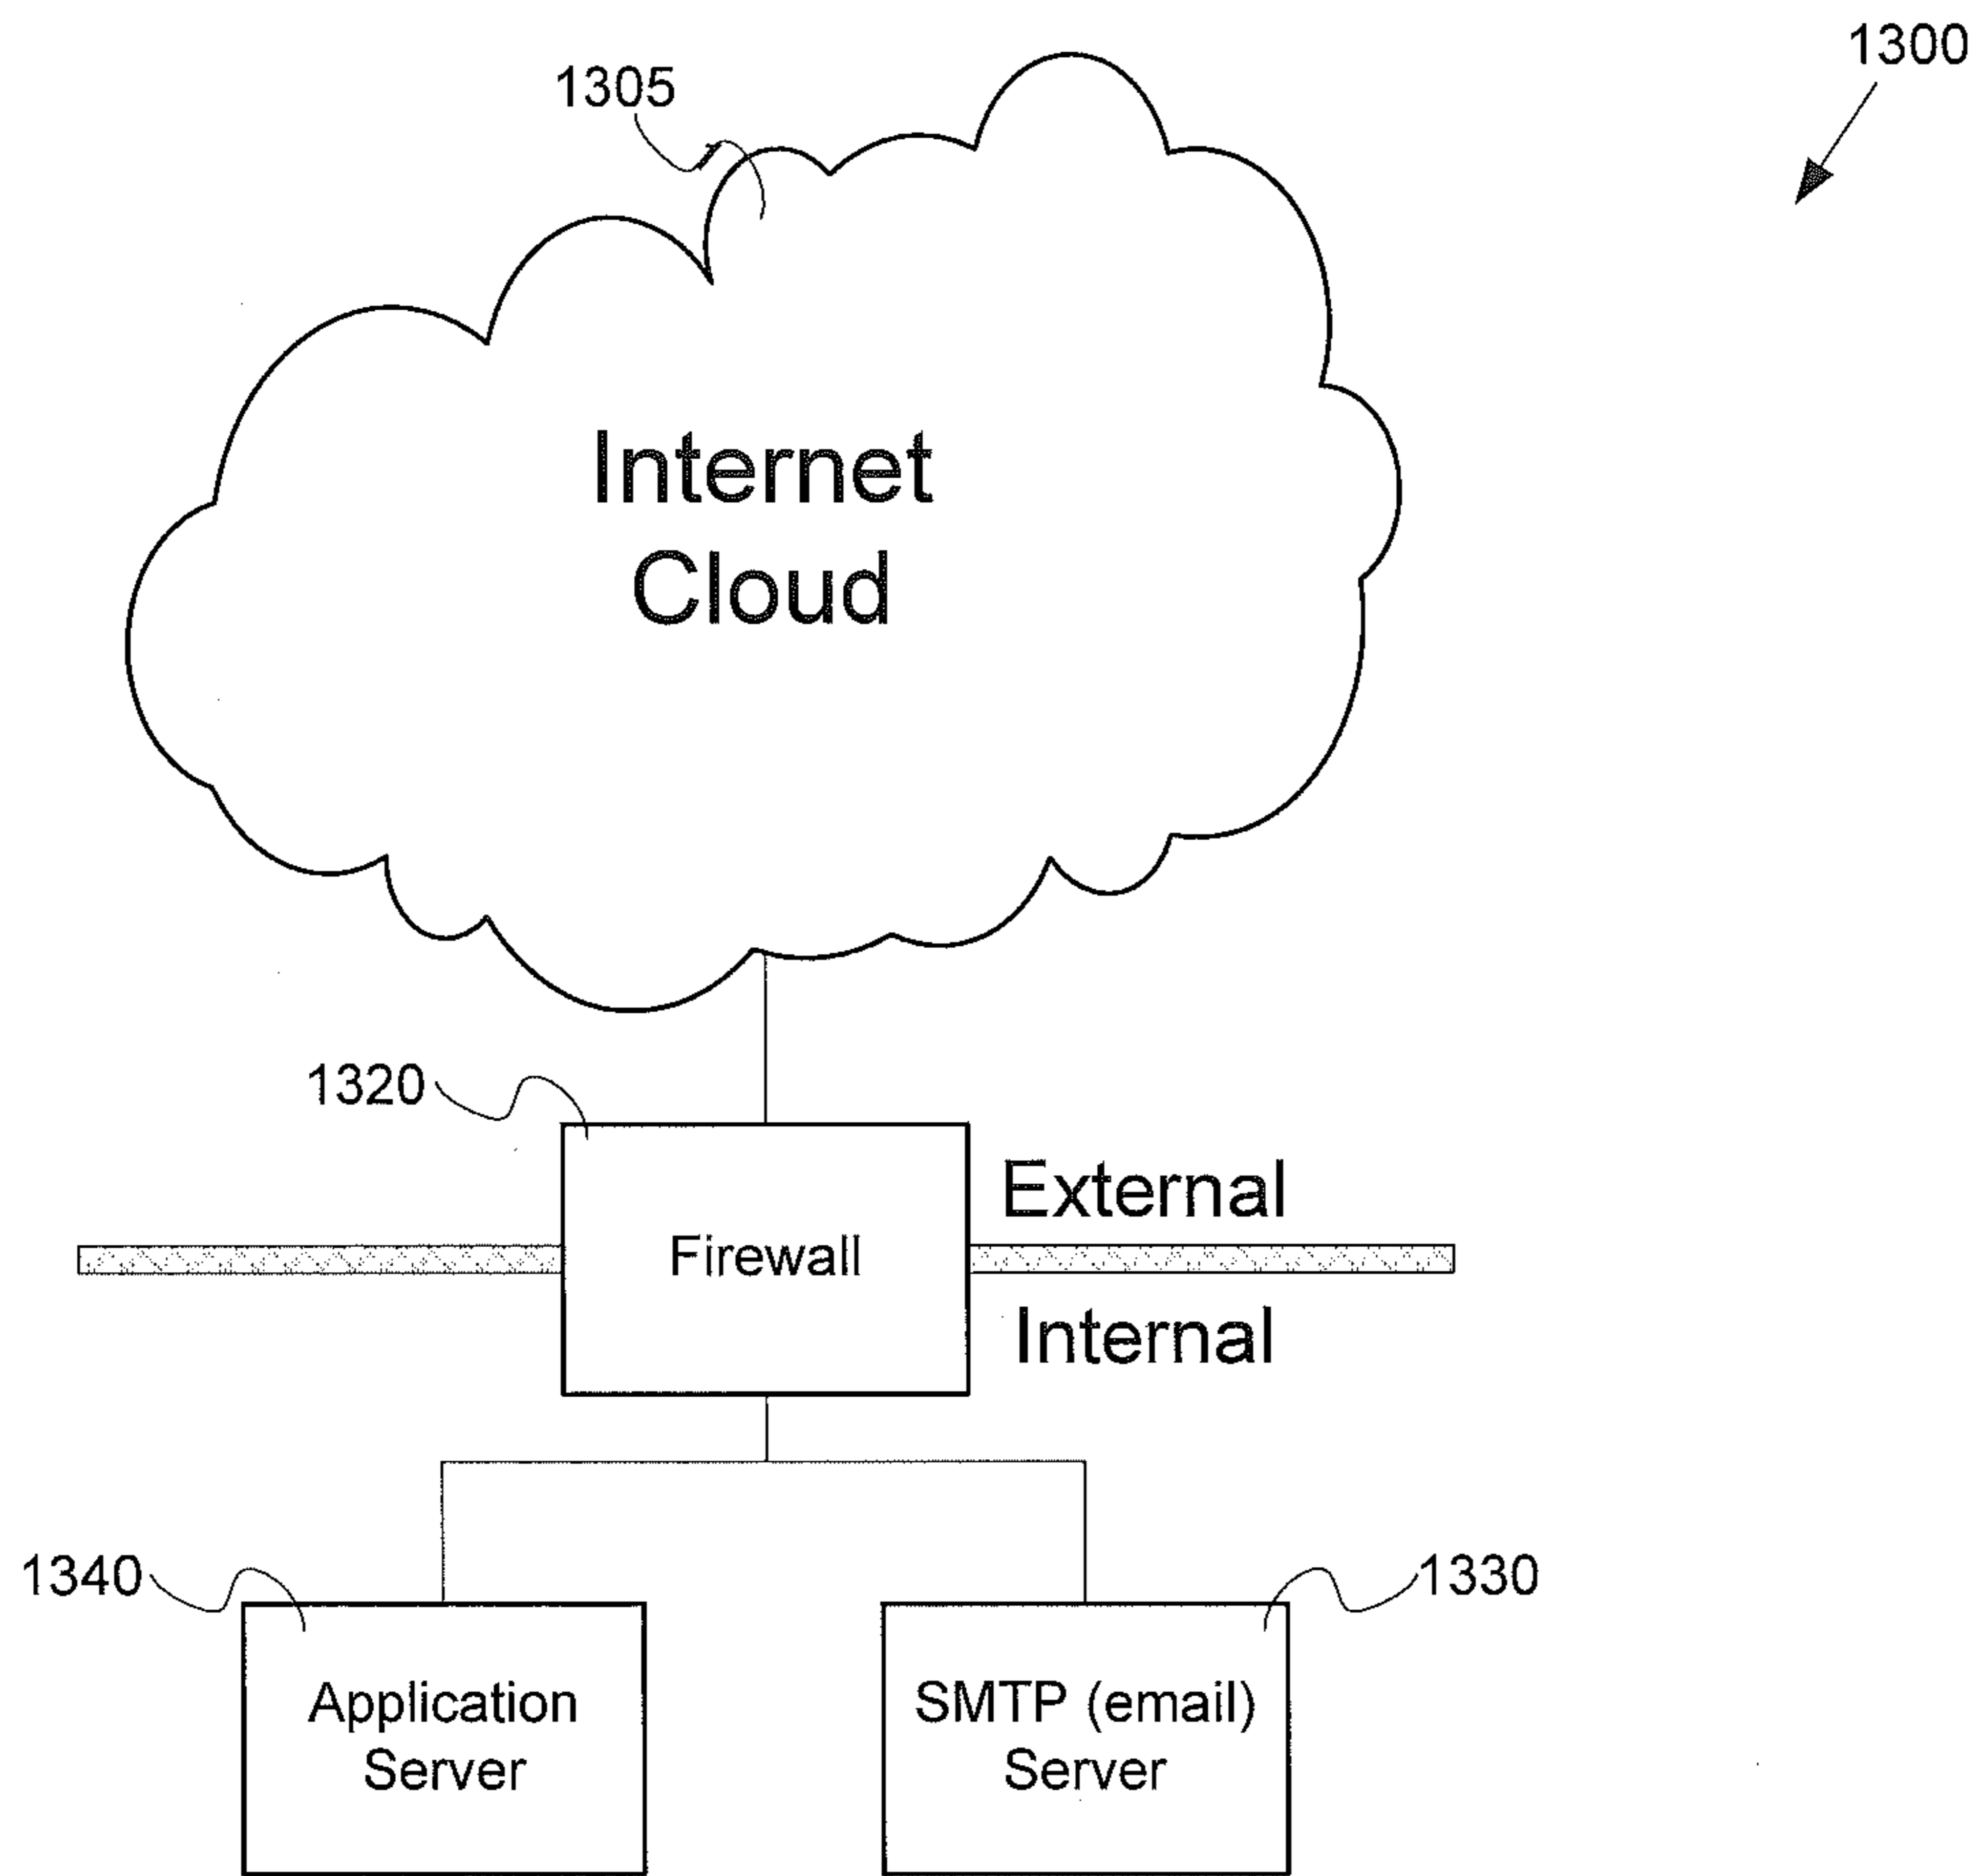 1300
1305
Internet
Cloud
1320
External
Firewall
Internal
1340
1330
Application
Server
SMTP (email)
Server